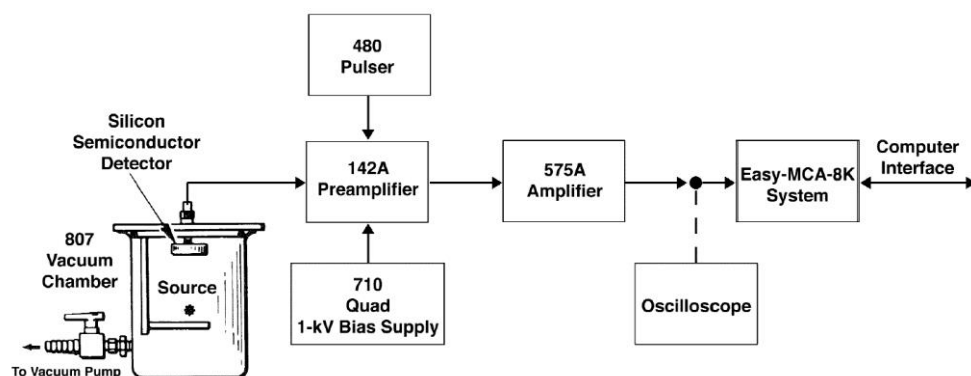 480
Pulser
Silicon
Semiconductor
Detector
142A
Preamplifier
575A
Amplifier
Easy-MCA-8K
System
Computer
Interface
807
Vacuum
Chamber
Source
710
Quad
1-kV Bias Supply
Oscilloscope
To Vacuum Pump